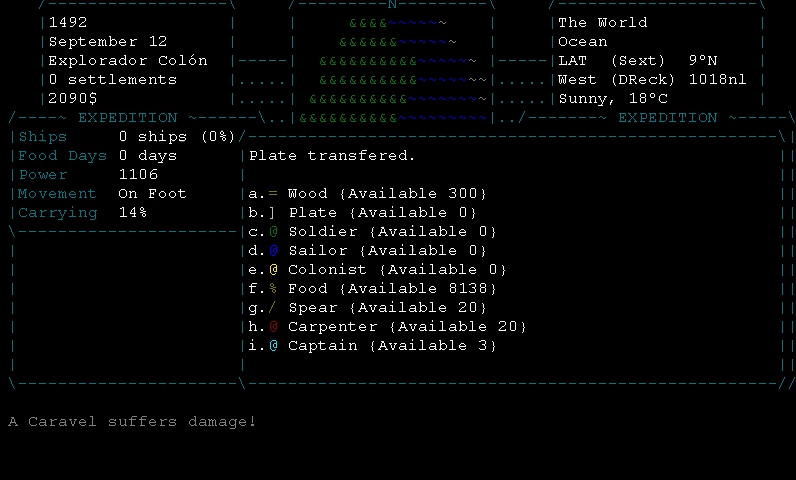 N
1492
September 12
Explorador Colón
0 settlements
2090$
The World
Ocean
LAT (Sext) 9ºN
West (DReck) 1018nl
Sunny, 18ºC
EXPEDITION
EXPEDITION
Ships 0 ships (0%)
Food Days 0 days
Power 1106
Movement On Foot
Carrying 14%
Plate transfered.
a.= Wood {Available 300}
b.] Plate {Available 0}
c.@ Soldier {Available 0}
d.@ Sailor {Available 0}
e.@ Colonist {Available 0}
f.% Food {Available 8138}
g./ Spear {Available 20}
h.@ Carpenter {Available 20}
i.@ Captain {Available 3}
A Caravel suffers damage!